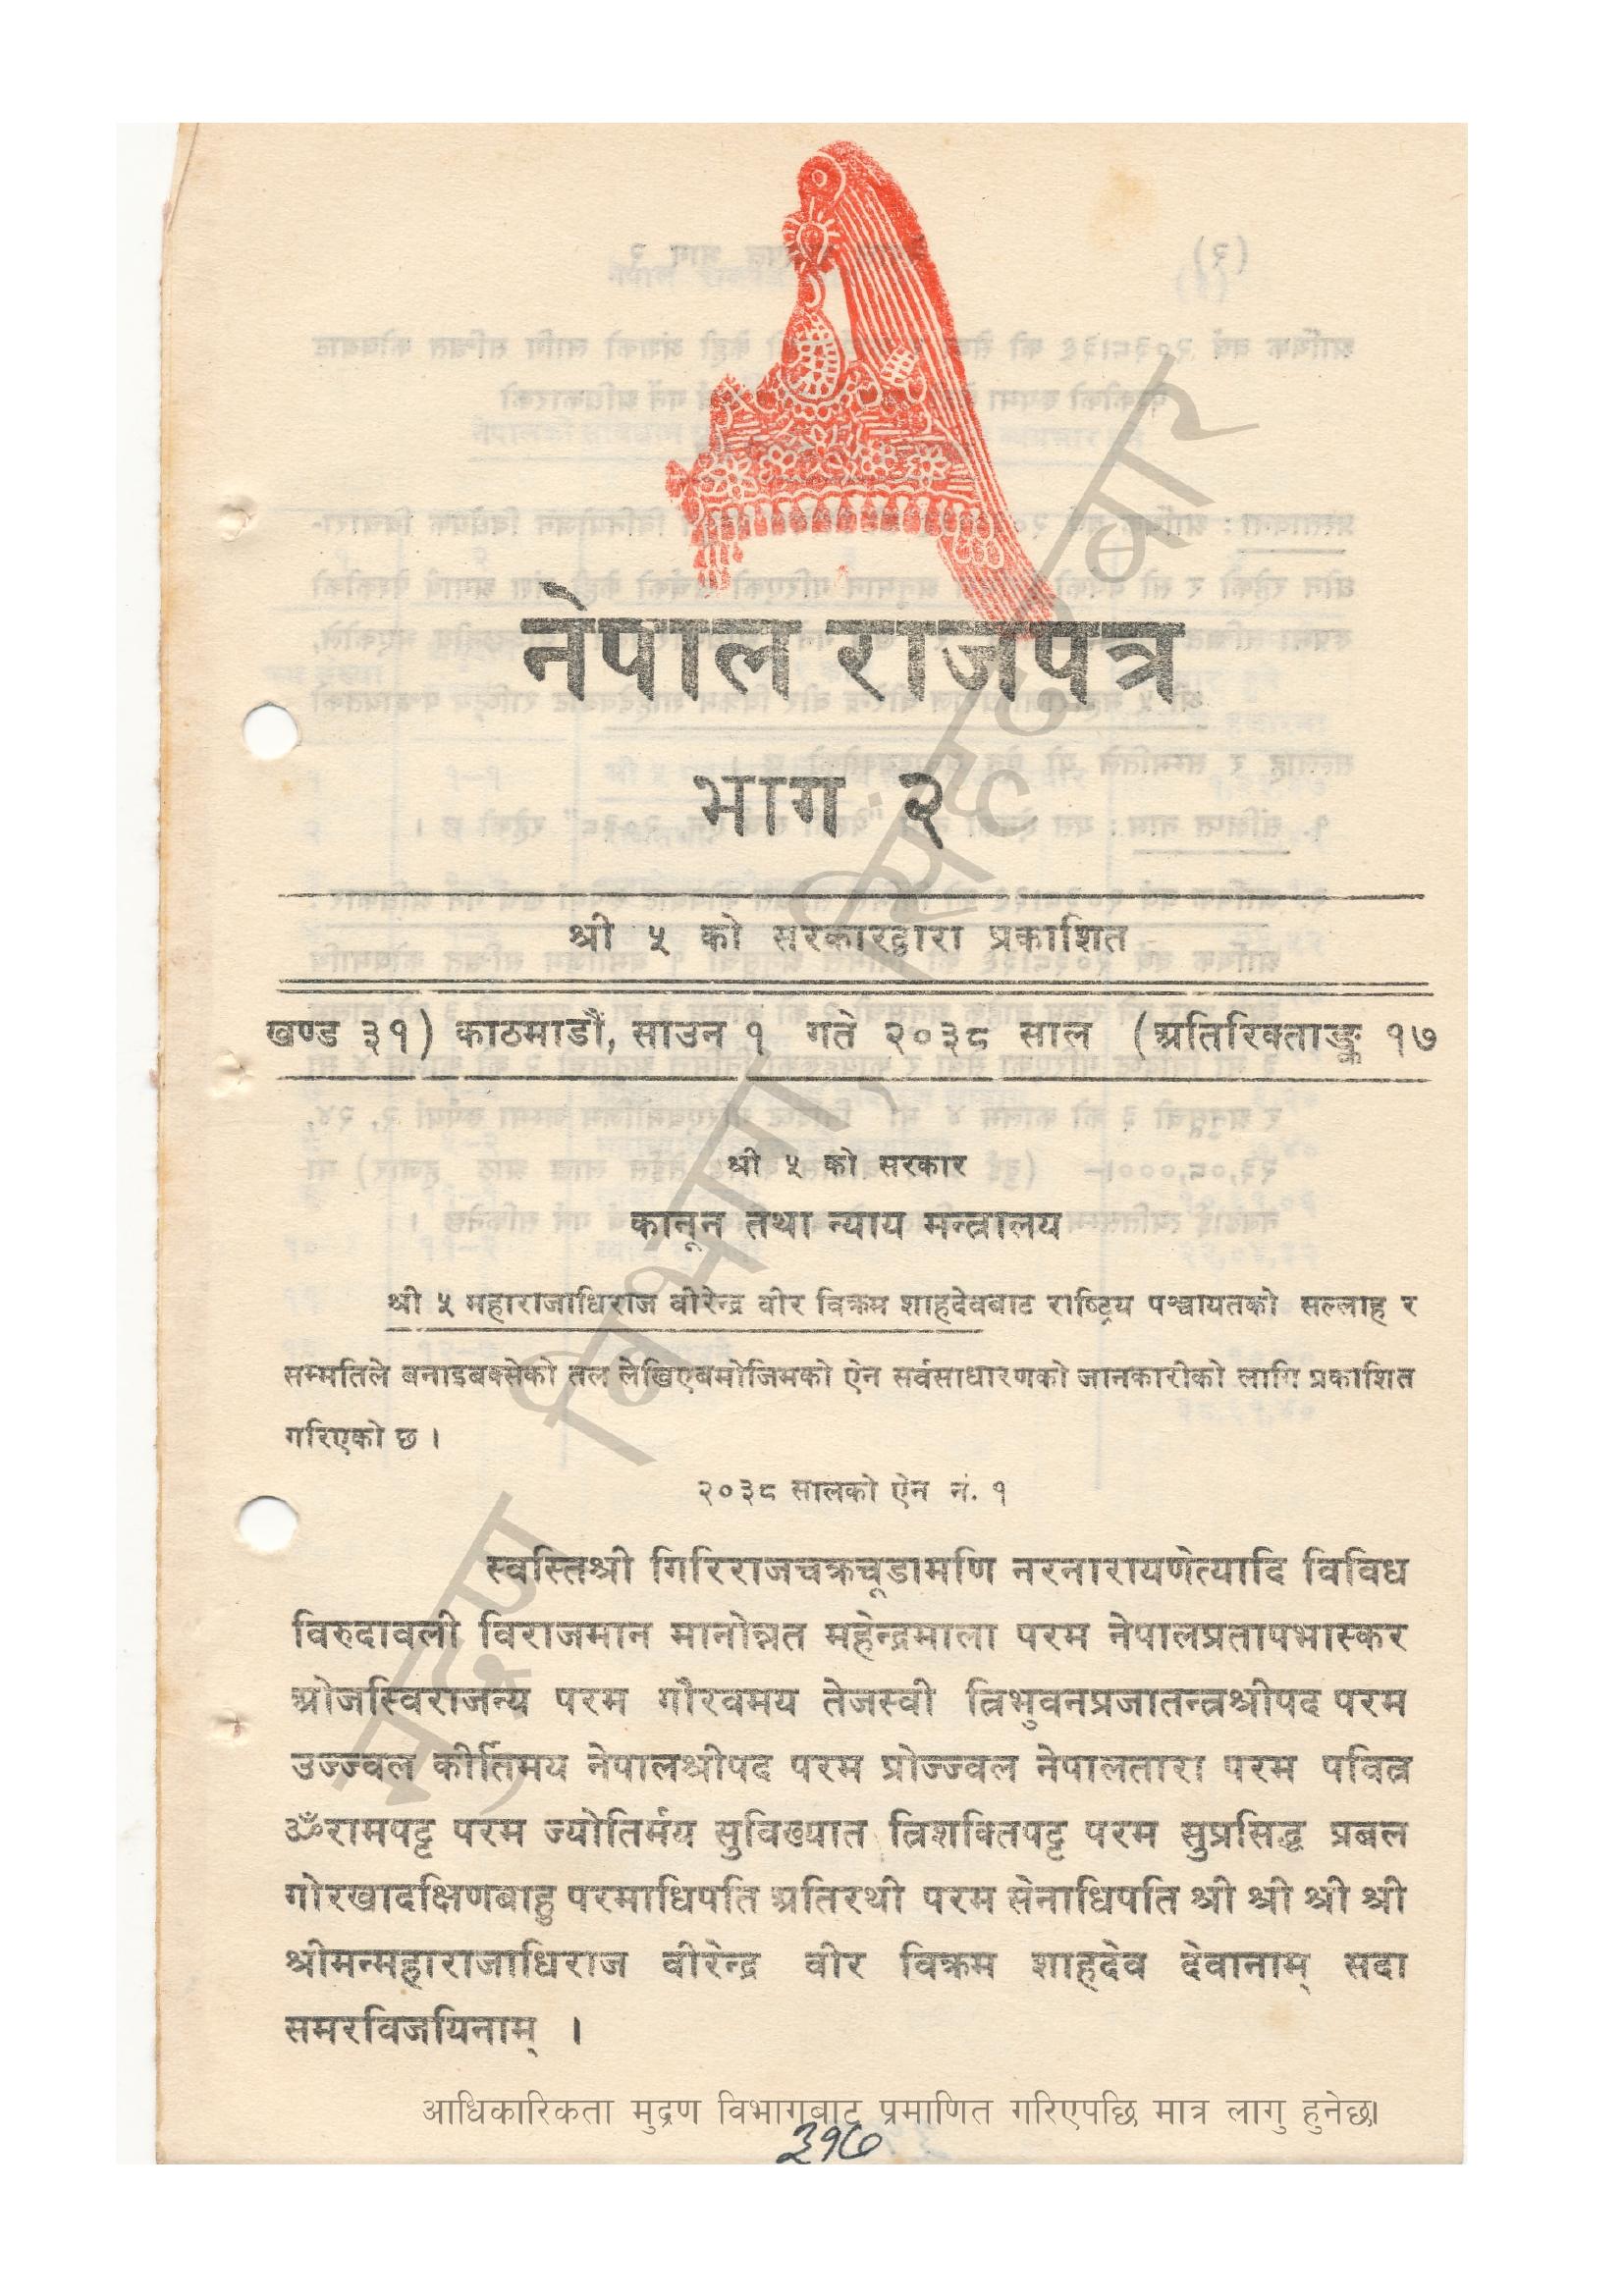 नेपाल राजपत्र
भाग २
श्री ५ को सरकारद्वारा प्रकाशित
खण्ड ३१) काठमाडौं, साउन १ गते २०३८ साल (अतिरिक्ताङ्क १७
श्री ५ को सरकार
कानून तथा न्याय मन्त्रालय
श्री ५ महाराजाधिराज वीरेन्द्र वीर विक्रम शाहदेवबाट राष्ट्रिय पञ्चायतको सल्लाह र
सम्मतिले बनाइबक्सेको तल लेखिएबमोजिमको ऐन सर्वसाधारणको जानकारीको लागि प्रकाशित
गरिएको छ ।
२०३८ सालको ऐन नं. १
स्वस्तिश्री गिरिराजचक्रचूडामणि नरनारायणेत्यादि विविध
विरुदावली विराजमान मानोन्नत महेन्द्रमाला परम नेपालप्रतापभास्कर
ओजस्विराजन्य परम गौरवमय तेजस्वी त्रिभुवनप्रजातन्त्रश्रीपद परम
उज्ज्वल कीर्तिमय नेपालश्रीपद परम प्रोज्ज्वल नेपालतारा परम पवित्र
ॐरामपट्ट परम ज्योतिर्मय सुविख्यात त्रिशक्तिपट्ट परम सुप्रसिद्ध प्रबल
गोरखादक्षिणबाहु परमाधिपति अतिरथी परम सेनाधिपति श्री श्री श्री श्री
श्रीमन्महाराजाधिराज वीरेन्द्र वीर विक्रम शाहदेव देवानाम् सदा
समरविजयिनाम् ।
मुद्रण विभाग, सिंहदरबार
आधिकारिकता मुद्रण विभागबाट प्रमाणित गरिएपछि मात्र लागु हुनेछ।
३१७